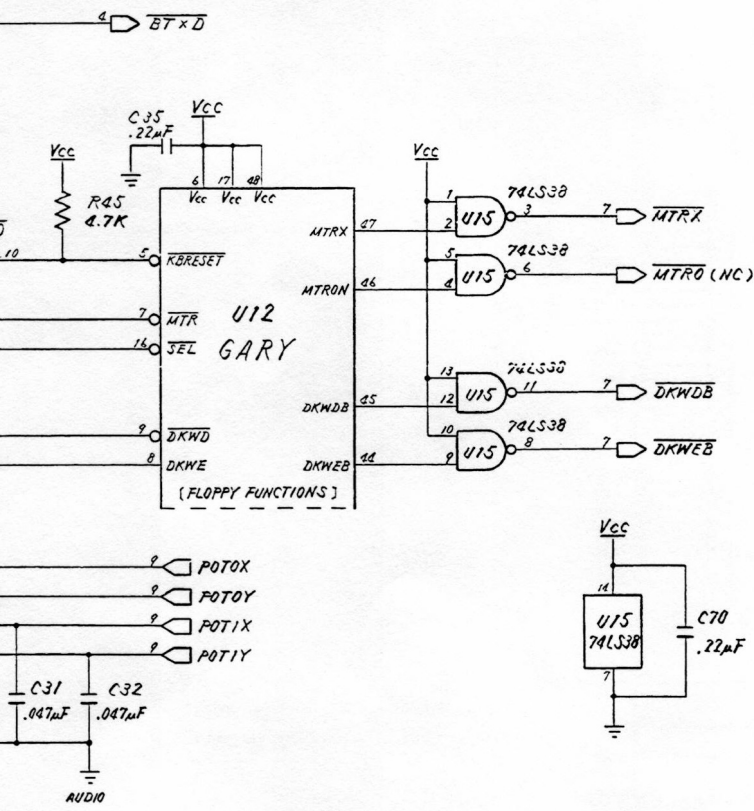 4 BTXD
C35
.22µF
Vcc
Vcc
6 17 48
Vcc Vcc Vcc
R45
4.7K
10
5 KBRESET
7 MTR
16 SEL
9 DKWD
8 DKWE
U12
GARY
[FLOPPY FUNCTIONS]
MTRX 47
MTRON 46
DKWDB 45
DKWEB 44
Vcc
74LS38
1 2 U15 3 7 MTRX
74LS38
5 4 U15 6 7 MTRO (NC)
74LS38
13 12 U15 11 7 DKWDB
74LS38
10 9 U15 8 7 DKWEB
9 POT0X
9 POT0Y
9 POT1X
9 POT1Y
C31
.047µF
C32
.047µF
AUDIO
Vcc
14
U15
74LS38
7
C70
.22µF